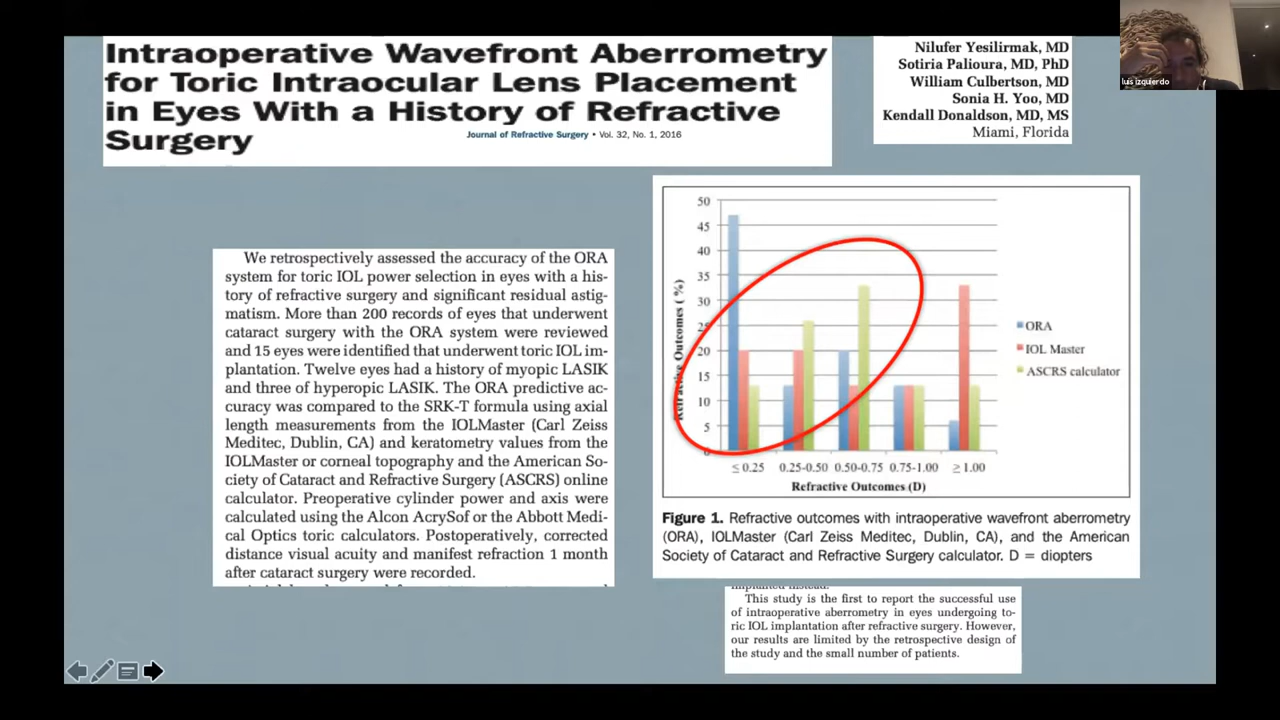 Intraoperative Wavefront Aberrometry
for Toric Intraocular Lens Placement
in Eyes With a History of Refractive
Surgery
Journal of Refractive Surgery • Vol. 32, No. 1, 2016
Nilufer Yesilirmak, MD
Sotiria Palioura, MD, PhD
William Culbertson, MD
Sonia H. Yoo, MD
Kendall Donaldson, MD, MS
Miami, Florida
luis izquierdo
We retrospectively assessed the accuracy of the ORA
system for toric IOL power selection in eyes with a his-
tory of refractive surgery and significant residual astig-
matism. More than 200 records of eyes that underwent
cataract surgery with the ORA system were reviewed
and 15 eyes were identified that underwent toric IOL im-
plantation. Twelve eyes had a history of myopic LASIK
and three of hyperopic LASIK. The ORA predictive ac-
curacy was compared to the SRK-T formula using axial
length measurements from the IOLMaster (Carl Zeiss
Meditec, Dublin, CA) and keratometry values from the
IOLMaster or corneal topography and the American So-
ciety of Cataract and Refractive Surgery (ASCRS) online
calculator. Preoperative cylinder power and axis were
calculated using the Alcon AcrySof or the Abbott Medi-
cal Optics toric calculators. Postoperatively, corrected
distance visual acuity and manifest refraction 1 month
after cataract surgery were recorded.
50
45
40
35
30
25
20
15
10
5
0
Refractive Outcomes (%)
≤ 0.25 0.25-0.50 0.50-0.75 0.75-1.00 ≥ 1.00
Refractive Outcomes (D)
ORA
IOL Master
ASCRS calculator
Figure 1. Refractive outcomes with intraoperative wavefront aberrometry
(ORA), IOLMaster (Carl Zeiss Meditec, Dublin, CA), and the American
Society of Cataract and Refractive Surgery calculator. D = diopters
This study is the first to report the successful use
of intraoperative aberrometry in eyes undergoing to-
ric IOL implantation after refractive surgery. However,
our results are limited by the retrospective design of
the study and the small number of patients.